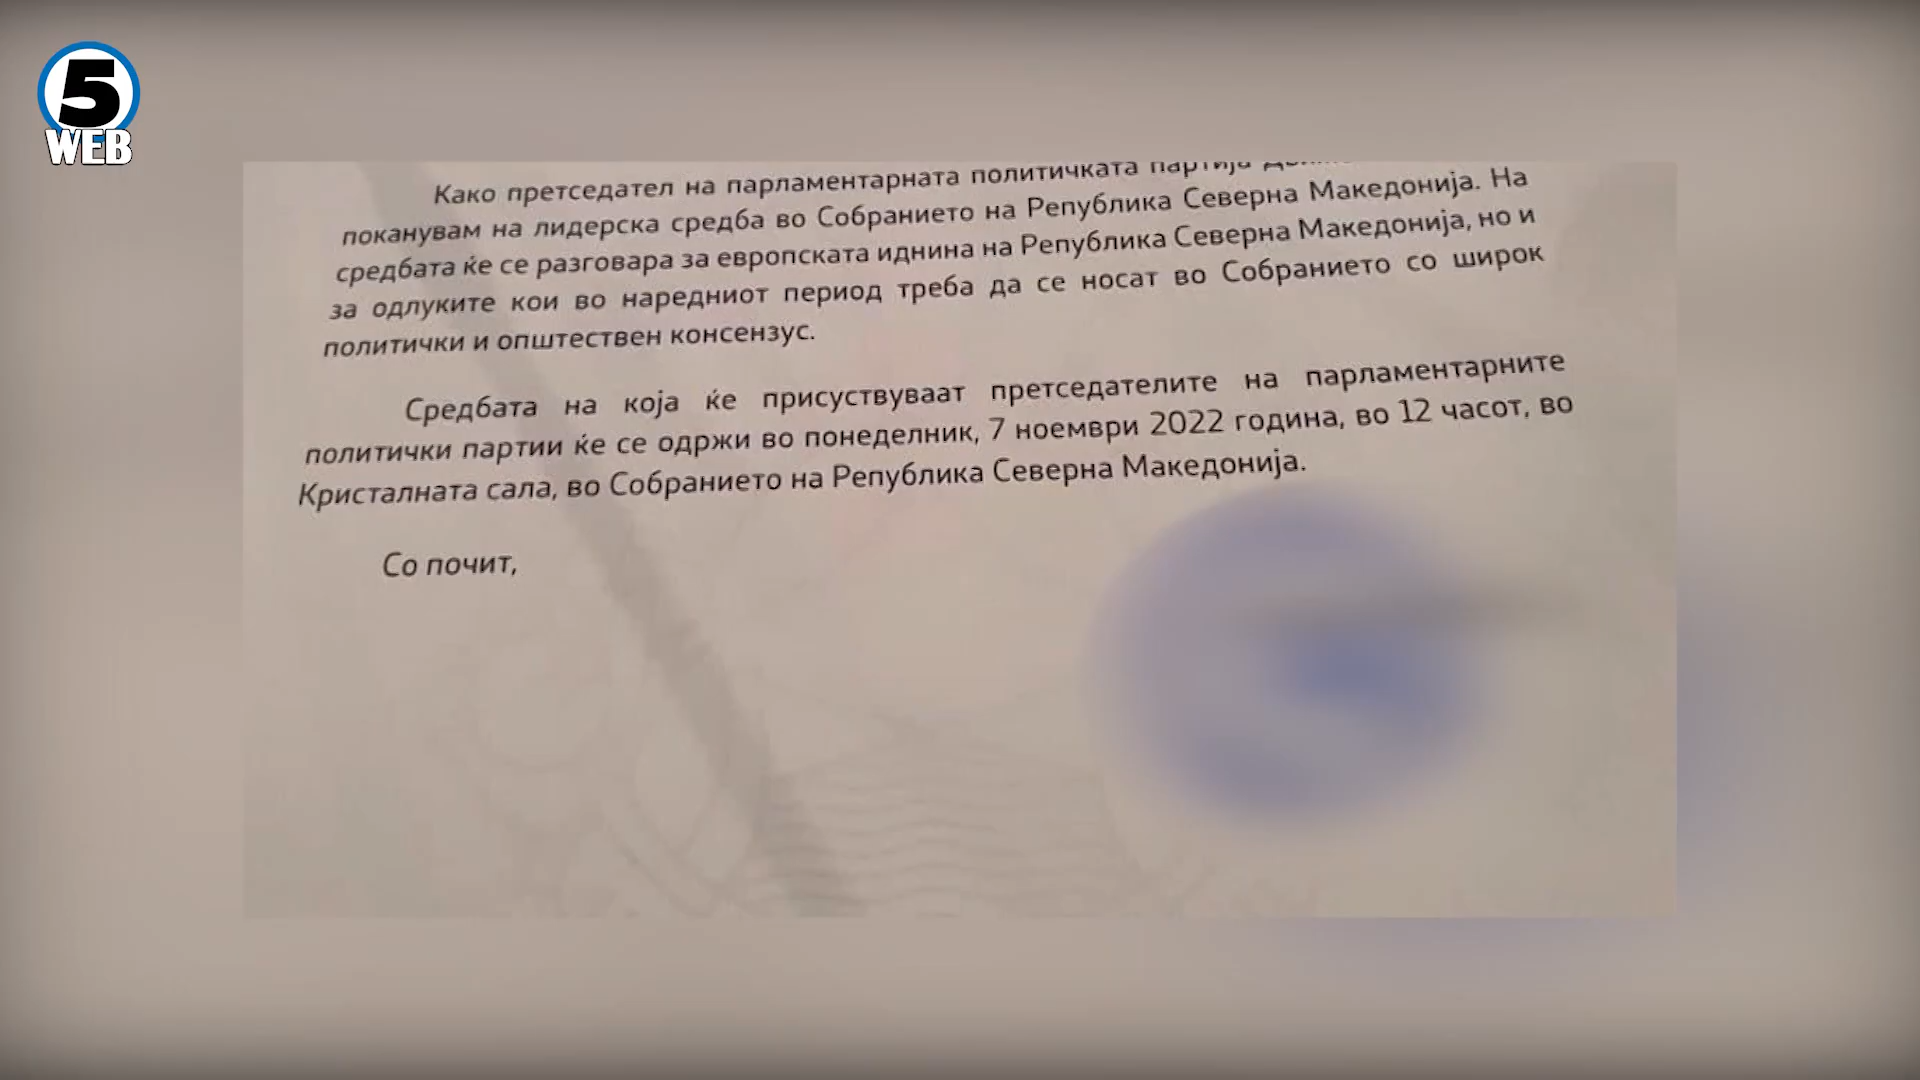 5
WEB
Како претседател на парламентарната политичката партија
поканувам на лидерска средба во Собранието на Република Северна Македонија. На
средбата ќе се разговара за европската иднина на Република Северна Македонија, но и
за одлуките кои во наредниот период треба да се носат во Собранието со широк
политички и општествен консензус.
Средбата на која ќе присуствуваат претседателите на парламентарните
политички партии ќе се одржи во понеделник, 7 ноември 2022 година, во 12 часот, во
Кристалната сала, во Собранието на Република Северна Македонија.
Со почит,